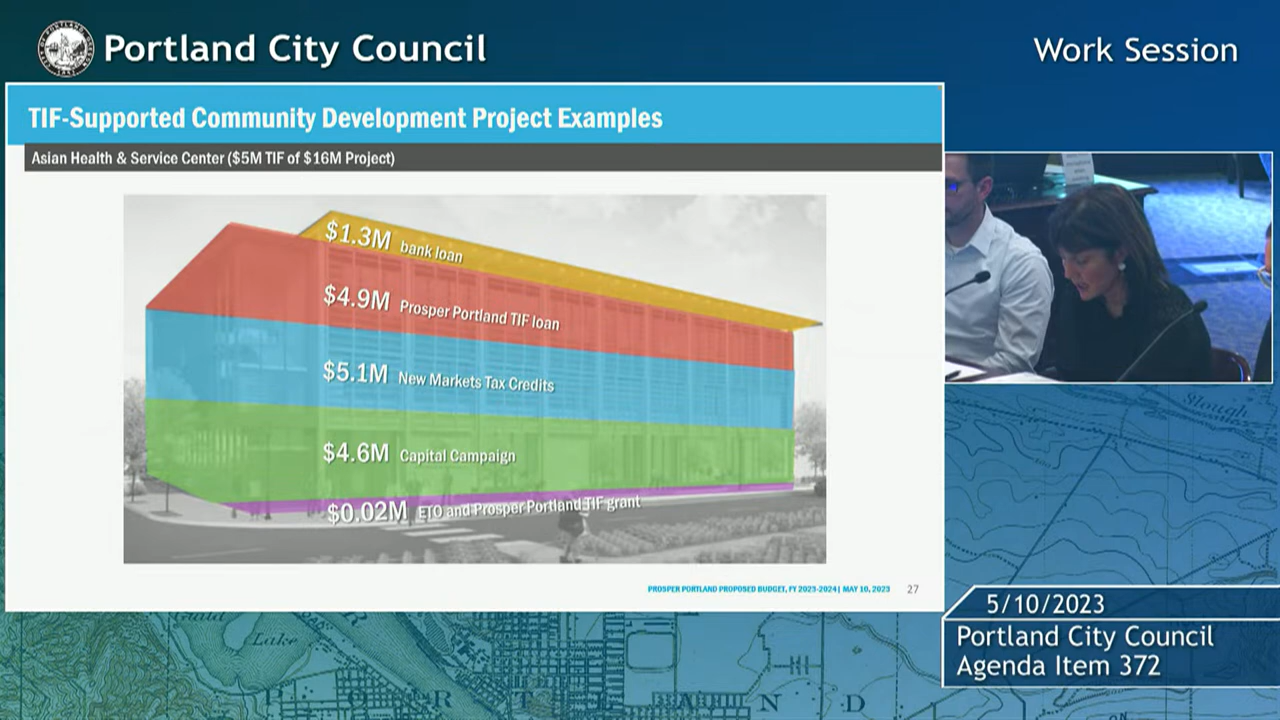 Portland City Council
Work Session
TIF-Supported Community Development Project Examples
Asian Health & Service Center ($5M TIF of $16M Project)
$1.3M bank loan
$4.9M Prosper Portland TIF loan
$5.1M New Markets Tax Credits
$4.6M Capital Campaign
$0.02M ETO and Prosper Portland TIF grant
PROSPER PORTLAND PROPOSED BUDGET, FY 2023-2024 | MAY 10, 2023 27
5/10/2023
Portland City Council
Agenda Item 372
Slough
Guild
Lake
P O R T L A N D